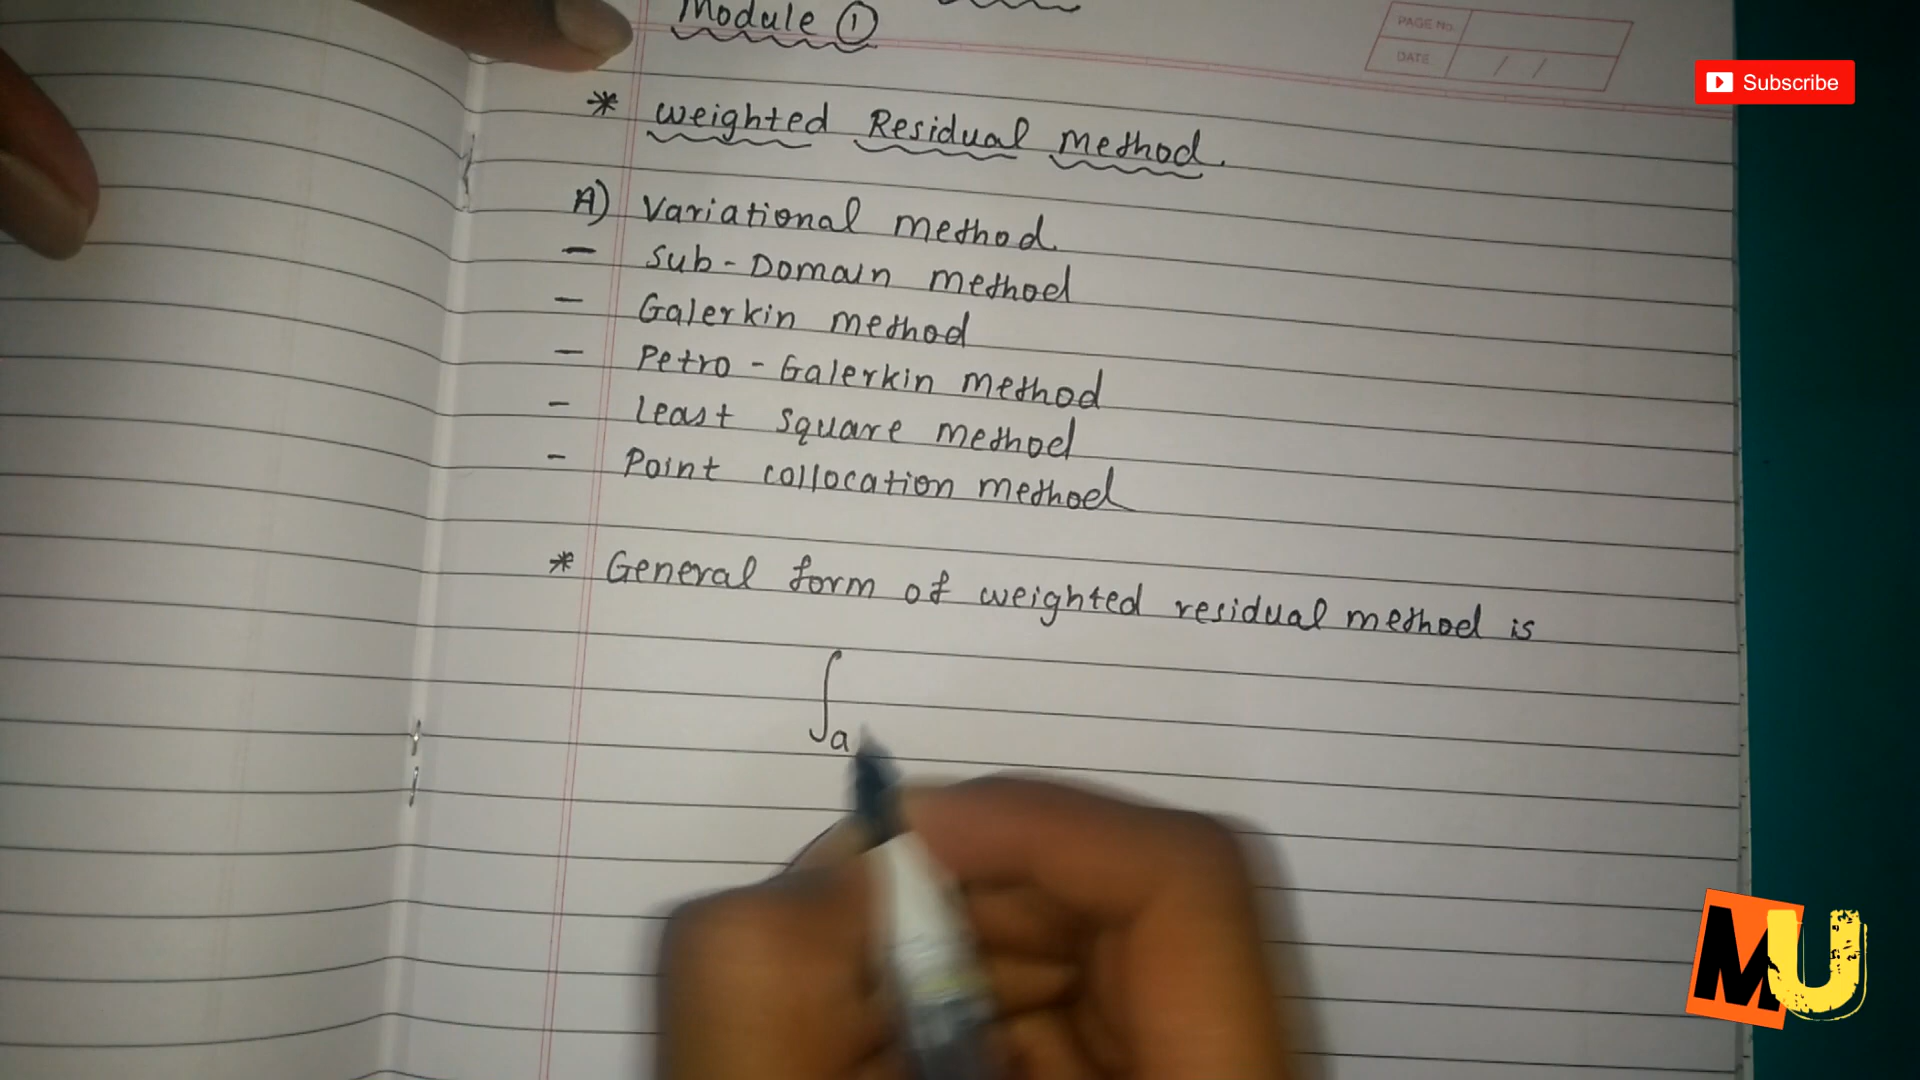 Module ①
PAGE No.
DATE / /
Subscribe
* Weighted Residual Method.
A) Variational method.
- Sub-Domain method
- Galerkin method
- Petro-Galerkin method
- Least square method
- Point collocation method
* General form of weighted residual method is
∫a
MU